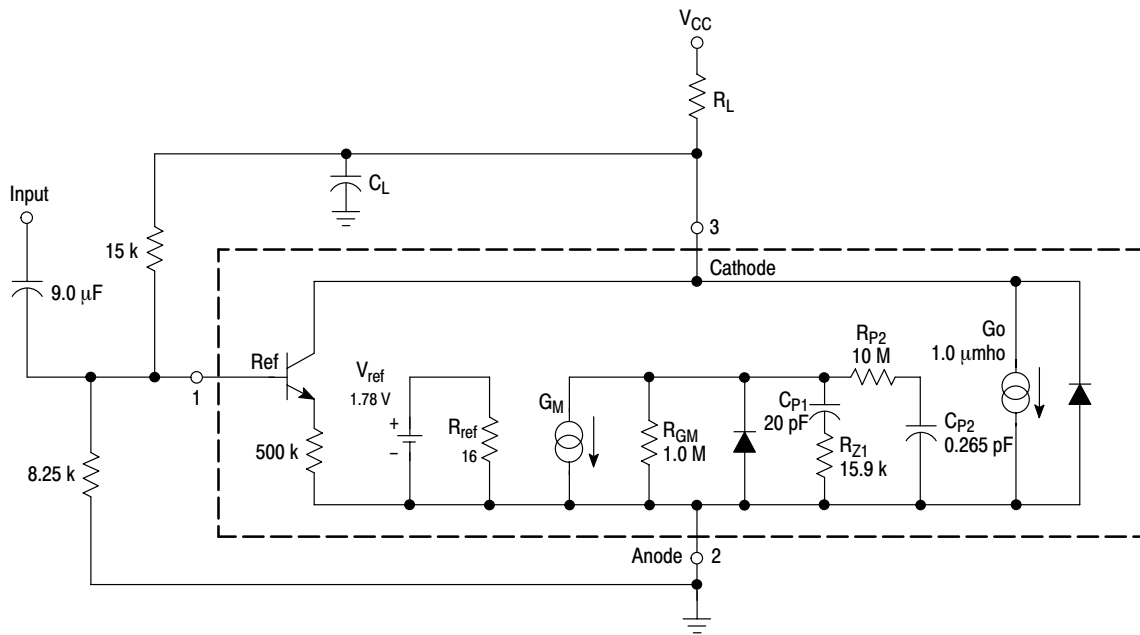 VCC
RL
CL
Input
15 k
3
Cathode
9.0 µF
Ref
1
Vref
1.78 V
+
–
Rref
16
GM
RGM
1.0 M
RP2
10 M
CP1
20 pF
RZ1
15.9 k
CP2
0.265 pF
Go
1.0 µmho
500 k
8.25 k
Anode
2